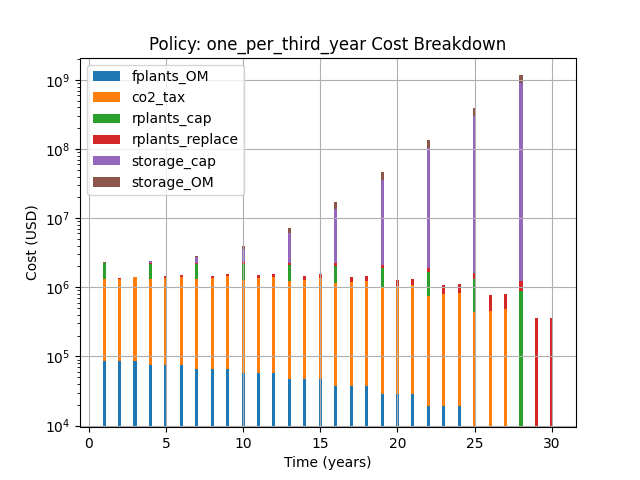 Policy: one_per_third_year Cost Breakdown
fplants_OM
co2_tax
rplants_cap
rplants_replace
storage_cap
storage_OM
Cost (USD)
10⁹
10⁸
10⁷
10⁶
10⁵
10⁴
0 5 10 15 20 25 30
Time (years)